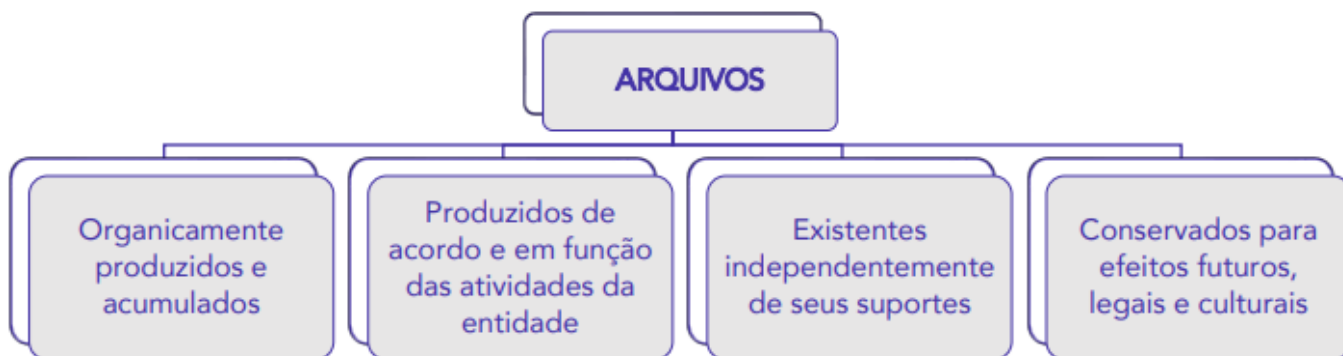 ARQUIVOS
Organicamente
produzidos e
acumulados
Produzidos de
acordo e em função
das atividades da
entidade
Existentes
independentemente
de seus suportes
Conservados para
efeitos futuros,
legais e culturais